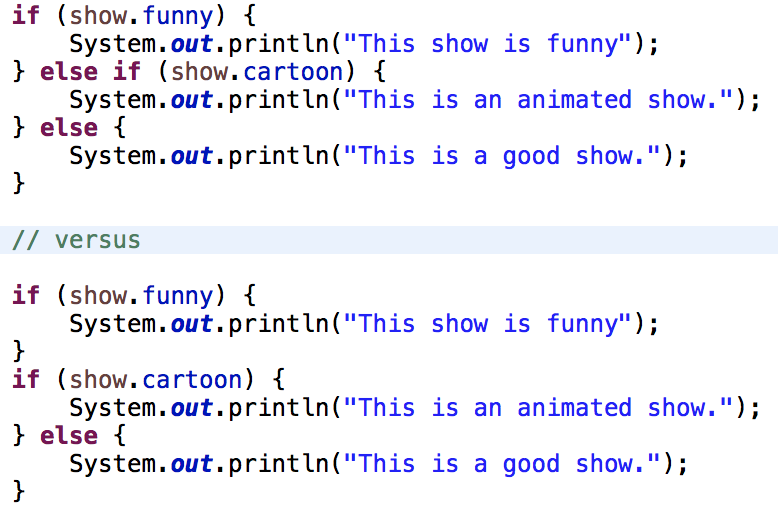 if (show.funny) {
    System.out.println("This show is funny");
} else if (show.cartoon) {
    System.out.println("This is an animated show.");
} else {
    System.out.println("This is a good show.");
}

// versus

if (show.funny) {
    System.out.println("This show is funny");
}
if (show.cartoon) {
    System.out.println("This is an animated show.");
} else {
    System.out.println("This is a good show.");
}